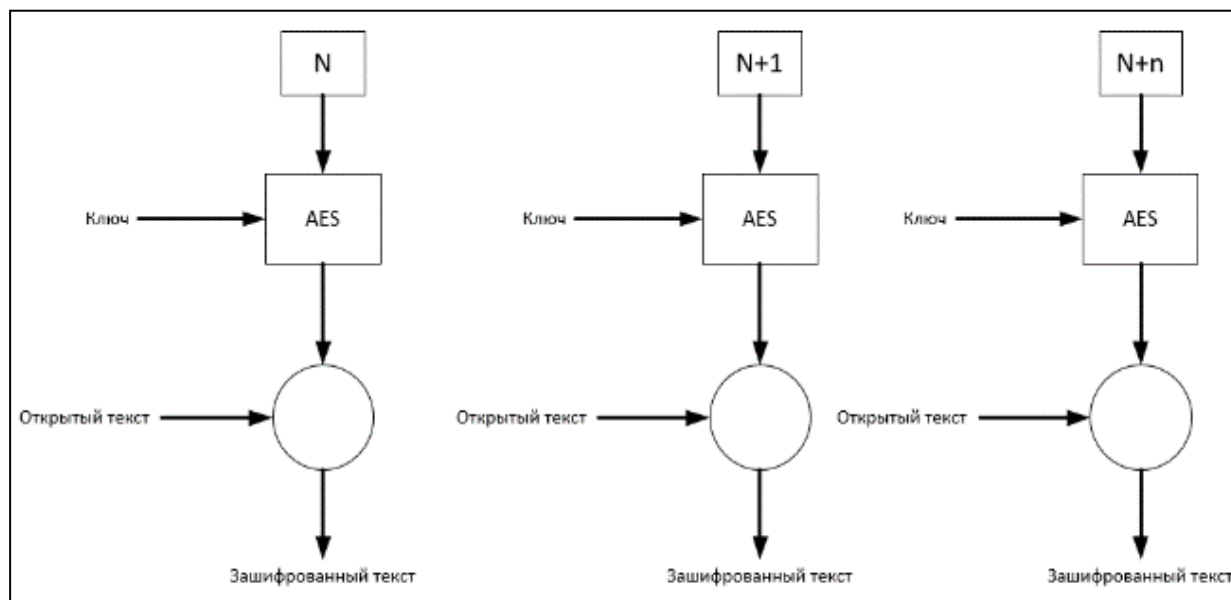 N
N+1
N+n
Ключ
AES
Ключ
AES
Ключ
AES
Открытый текст
Открытый текст
Открытый текст
Зашифрованный текст
Зашифрованный текст
Зашифрованный текст